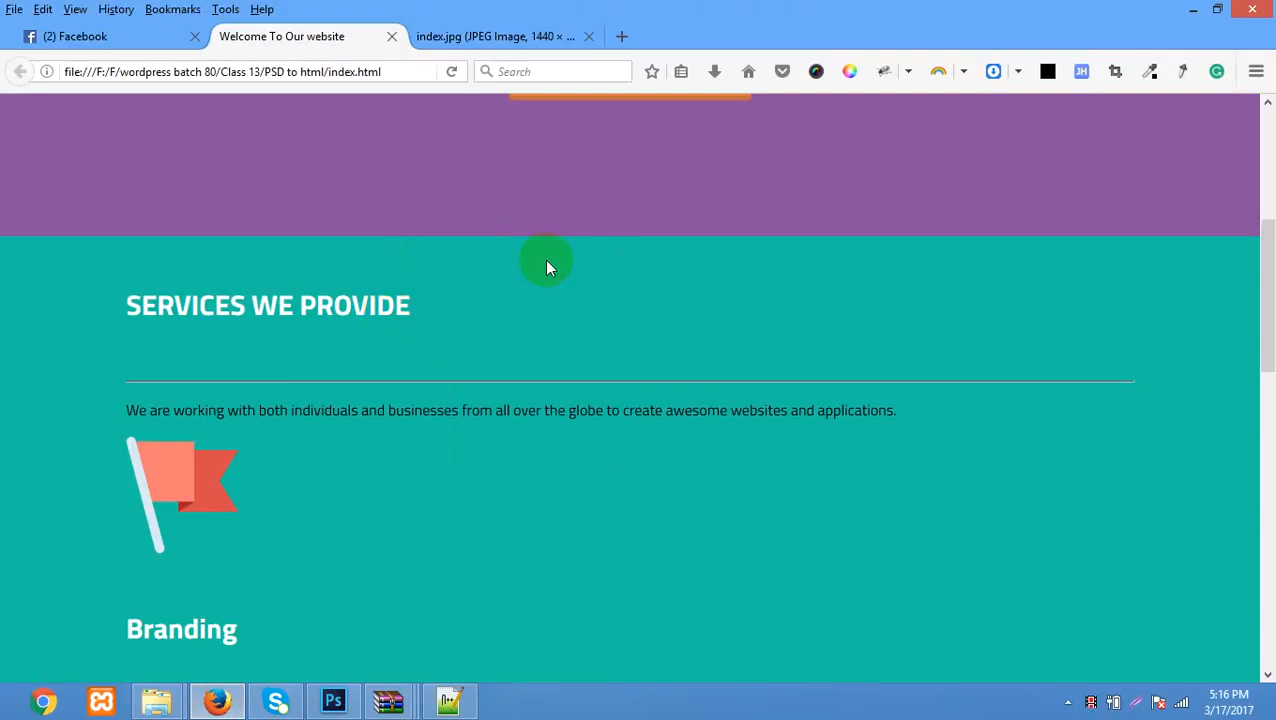 File Edit View History Bookmarks Tools Help
(2) Facebook
Welcome To Our website
index.jpg (JPEG Image, 1440 × ...
file:///F:/F/wordpress batch 80/Class 13/PSD to html/index.html
Search
JH
SERVICES WE PROVIDE
We are working with both individuals and businesses from all over the globe to create awesome websites and applications.
Branding
Ps
5:16 PM
3/17/2017